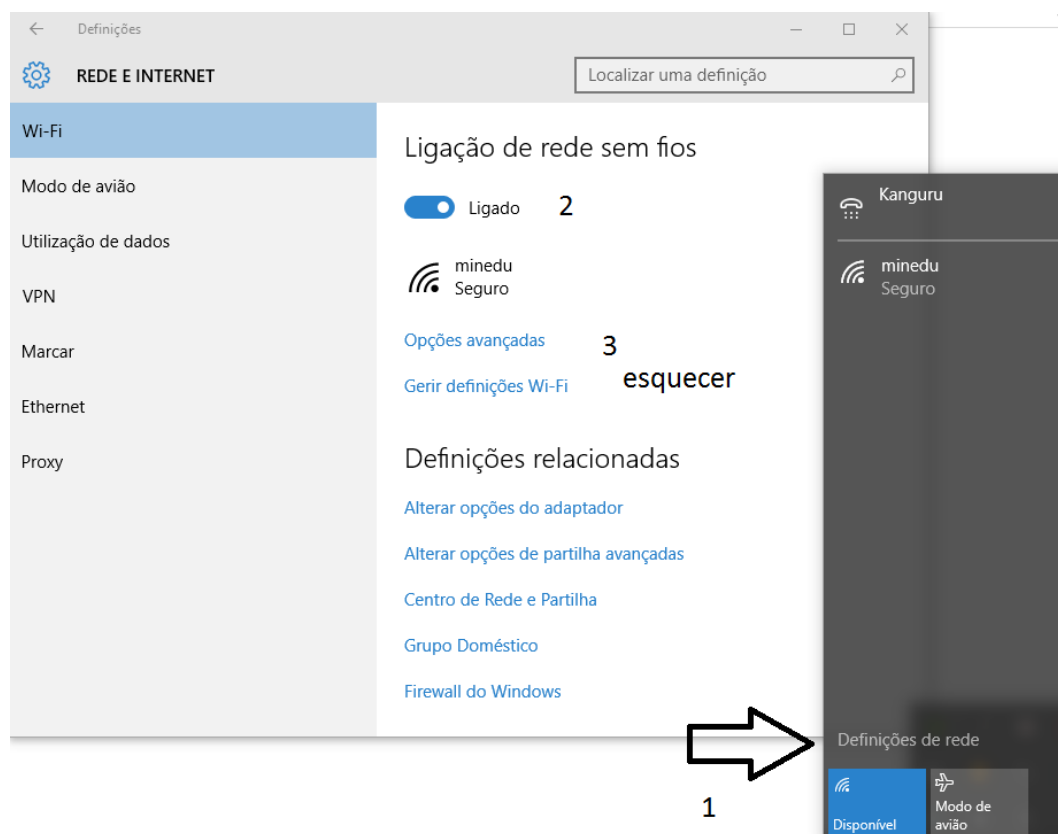 Definições
REDE E INTERNET
Localizar uma definição
Wi-Fi
Modo de avião
Utilização de dados
VPN
Marcar
Ethernet
Proxy
Ligação de rede sem fios
Ligado 2
minedu
Seguro
Opções avançadas 3
Gerir definições Wi-Fi esquecer
Definições relacionadas
Alterar opções do adaptador
Alterar opções de partilha avançadas
Centro de Rede e Partilha
Grupo Doméstico
Firewall do Windows
1
Kanguru
minedu
Seguro
Definições de rede
Disponível
Modo de
avião